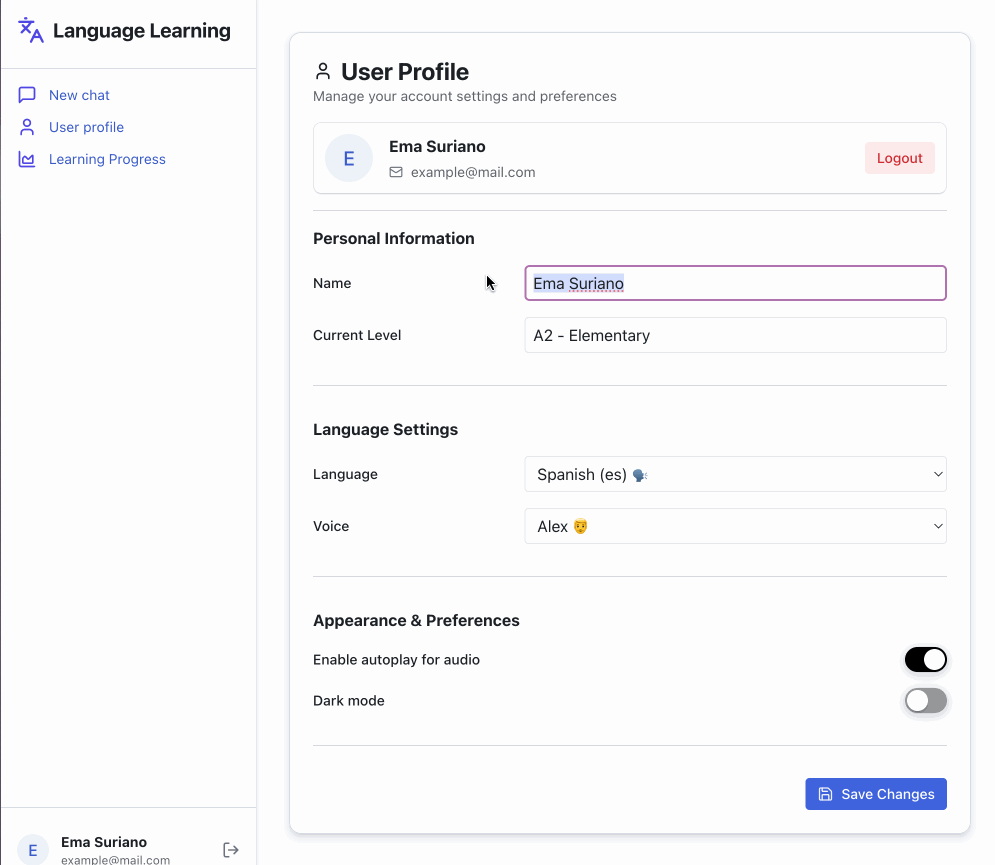 Language Learning
New chat
User profile
Learning Progress
User Profile
Manage your account settings and preferences
E
Ema Suriano
example@mail.com
Logout
Personal Information
Name
Ema Suriano
Current Level
A2 - Elementary
Language Settings
Language
Spanish (es) 🗣️
Voice
Alex 👨
Appearance & Preferences
Enable autoplay for audio
Dark mode
Save Changes
E
Ema Suriano
example@mail.com